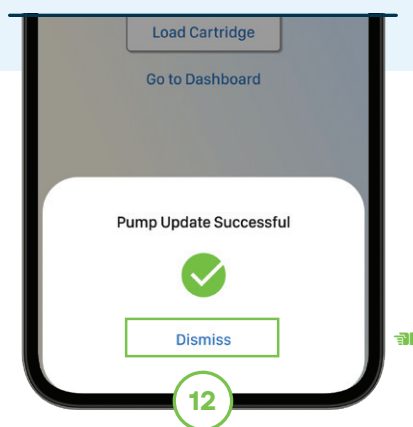 Load Cartridge
Go to Dashboard
Pump Update Successful
Dismiss
12